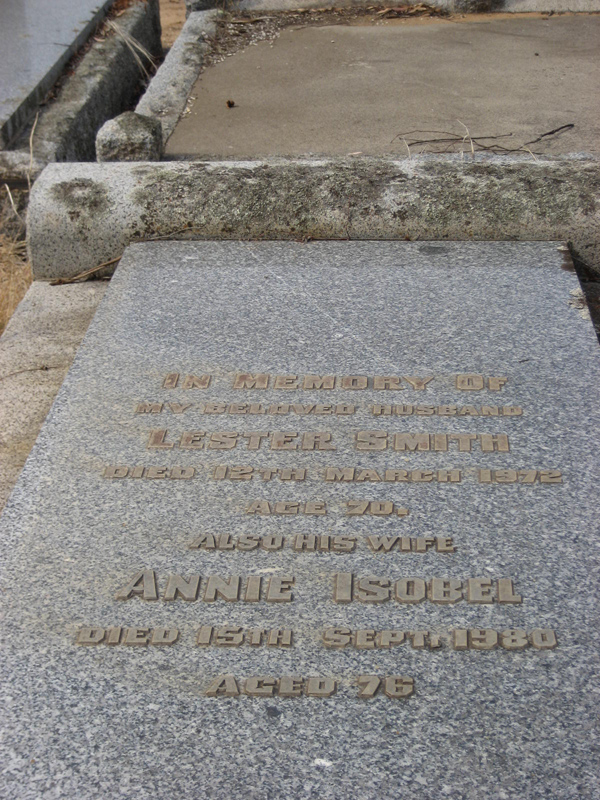 In Memory Of
My Beloved Husband
Lester Smith
Died 12th March 1972
Age 70.
Also His Wife
Annie Isobel
Died 15th Sept. 1980
Aged 76